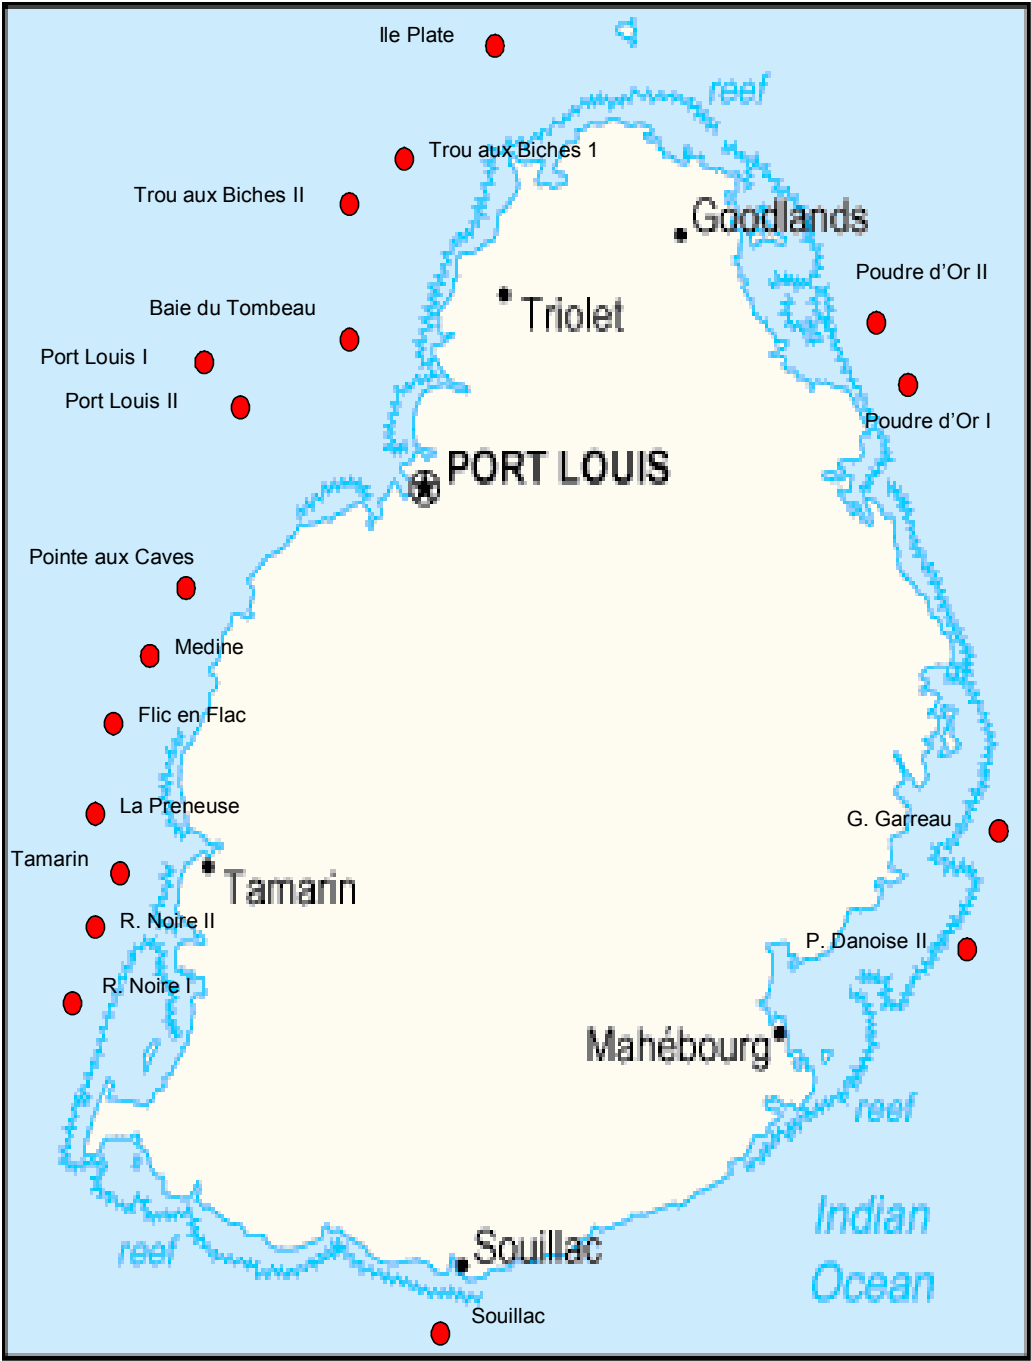 Ile Plate
reef
Trou aux Biches 1
Trou aux Biches II
Goodlands
Poudre d'Or II
Baie du Tombeau
Triolet
Port Louis I
Port Louis II
Poudre d'Or I
PORT LOUIS
Pointe aux Caves
Medine
Flic en Flac
La Preneuse
G. Garreau
Tamarin
Tamarin
R. Noire II
P. Danoise II
R. Noire I
Mahébourg
reef
Indian
Ocean
reef
Souillac
Souillac